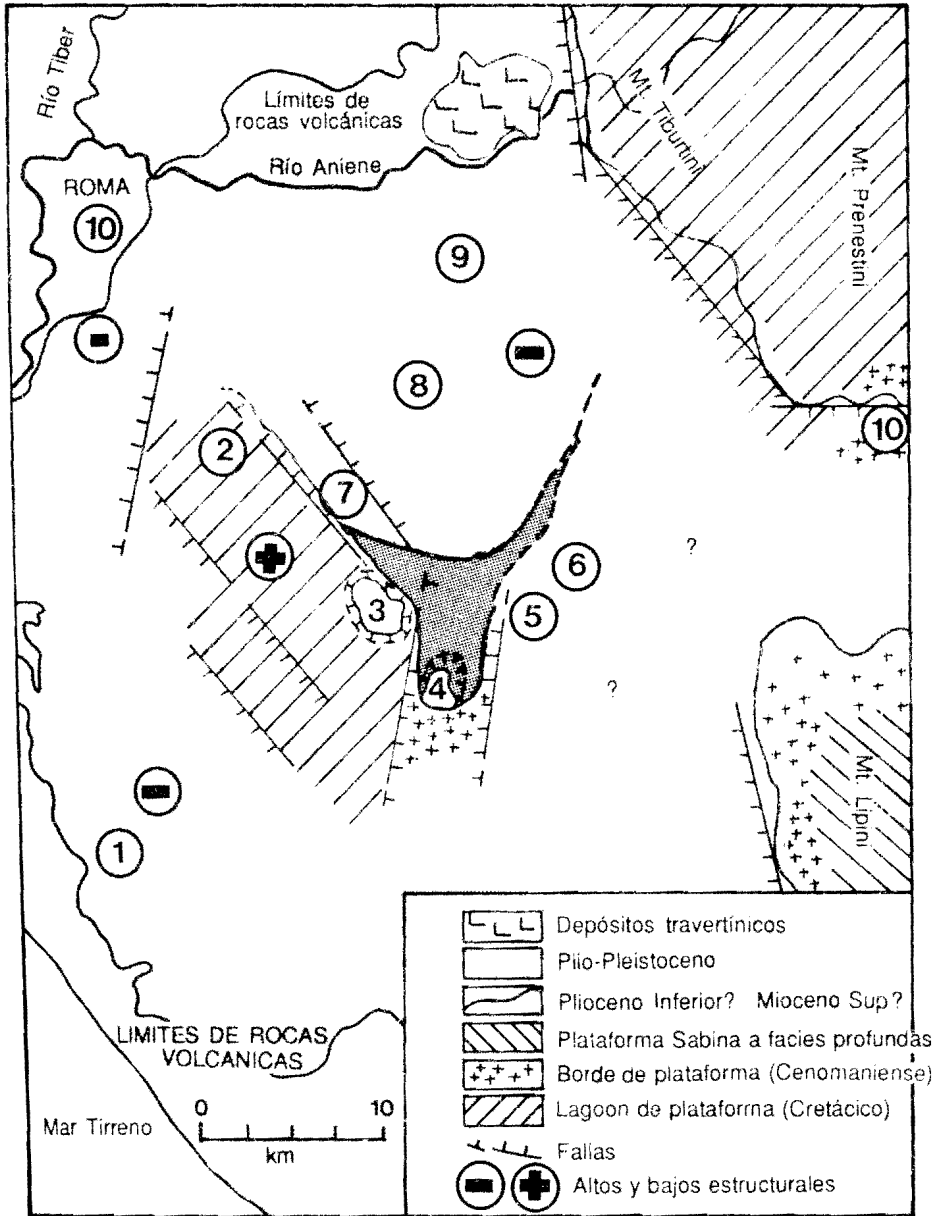 Río Tiber
Límites de
rocas volcánicas
Río Aniene
ROMA
10
Mt. Tiburtini
Mt. Prenestini
9
8
10
2
7
?
6
3
5
4
?
Mt. Lipini
1
LIMITES DE ROCAS
VOLCANICAS
Mar Tirreno
0 10
km
Depósitos travertínicos
Plio-Pleistoceno
Plioceno Inferior? Mioceno Sup?
Plataforma Sabina a facies profundas
Borde de plataforma (Cenomaniense)
Lagoon de plataforma (Cretácico)
Fallas
Altos y bajos estructurales